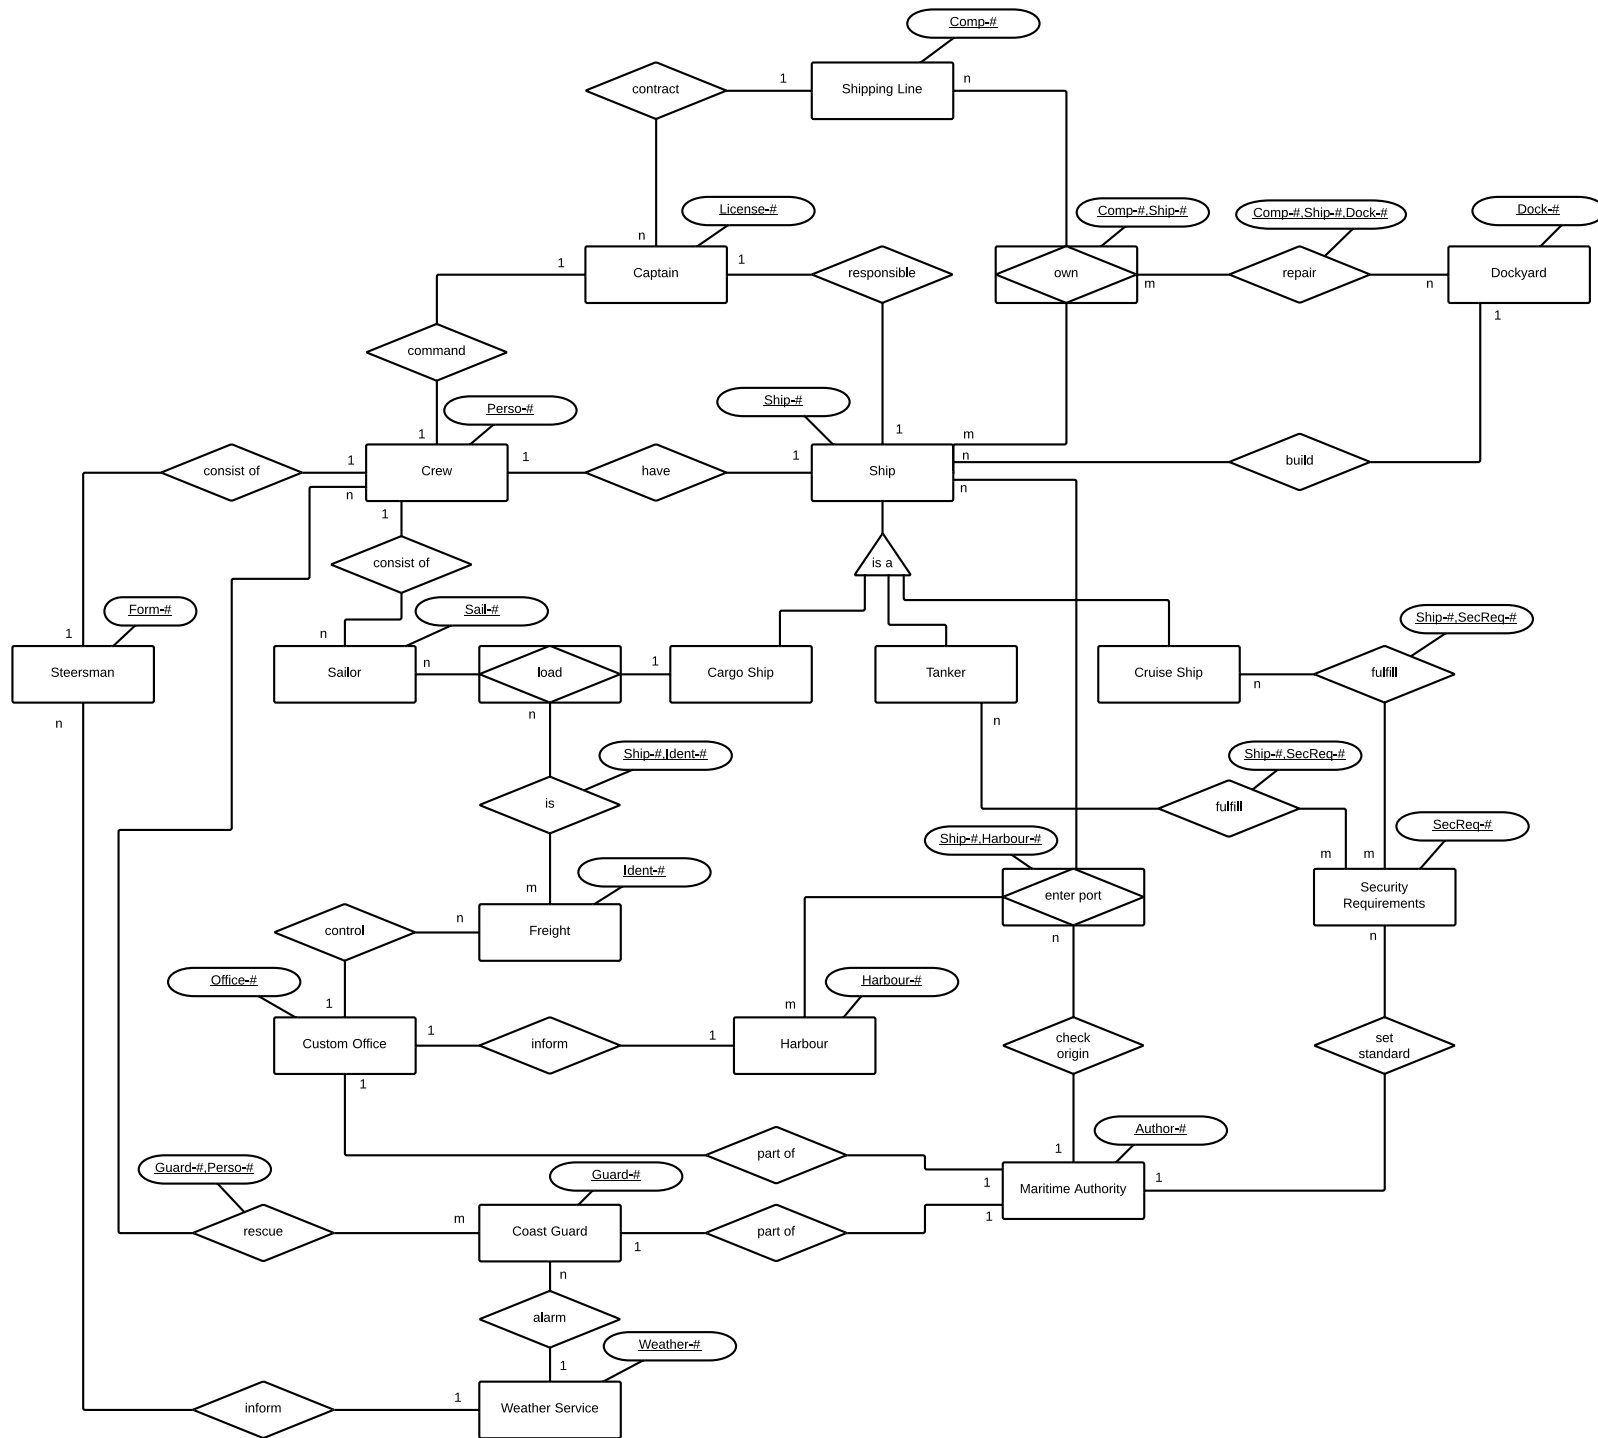 Comp-#
contract
1
Shipping Line
n
License-#
Comp-#,Ship-#
Comp-#,Ship-#,Dock-#
Dock-#
n
1
Captain
1
responsible
own
m
repair
n
Dockyard
1
command
Perso-#
Ship-#
1
1
m
consist of
1
Crew
1
have
1
Ship
n
build
n
n
1
consist of
is a
Form-#
Sail-#
Ship-#,SecReq-#
1
n
Steersman
Sailor
n
load
1
Cargo Ship
Tanker
Cruise Ship
n
fulfill
n
n
n
Ship-#,Ident-#
Ship-#,SecReq-#
is
fulfill
Ship-#,Harbour-#
SecReq-#
m
m
Ident-#
m
Security
Requirements
enter port
control
n
Freight
n
n
Office-#
Harbour-#
1
m
Custom Office
1
inform
1
Harbour
check
origin
set
standard
1
Author-#
part of
1
Guard-#,Perso-#
Guard-#
1
Maritime Authority
1
rescue
m
Coast Guard
1
part of
1
n
alarm
Weather-#
1
inform
1
Weather Service